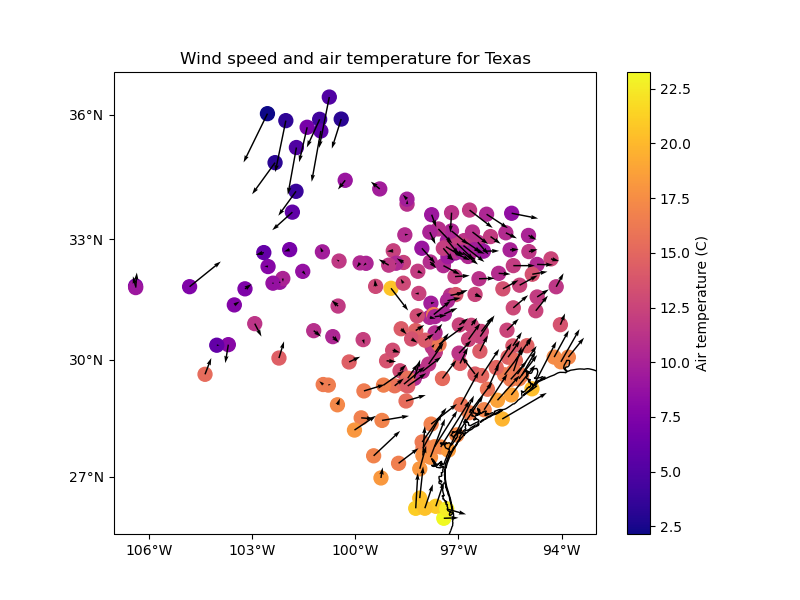 Wind speed and air temperature for Texas
36°N
33°N
30°N
27°N
106°W
103°W
100°W
97°W
94°W
22.5
20.0
17.5
15.0
12.5
10.0
7.5
5.0
2.5
Air temperature (C)